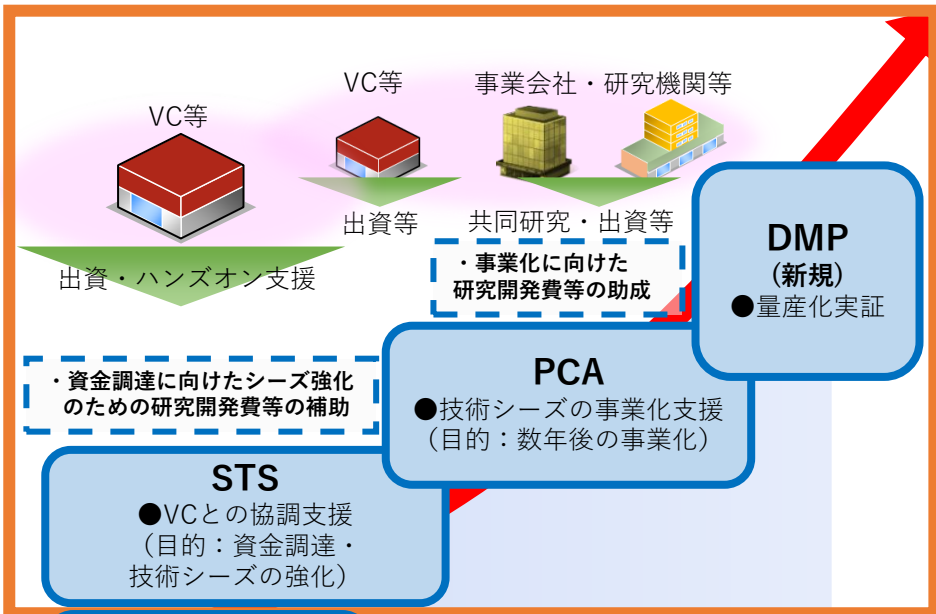 VC等
VC等
事業会社・研究機関等
出資・ハンズオン支援
出資等
共同研究・出資等
・事業化に向けた
研究開発費等の助成
DMP
(新規)
●量産化実証
・資金調達に向けたシーズ強化
のための研究開発費等の補助
PCA
●技術シーズの事業化支援
（目的：数年後の事業化）
STS
●VCとの協調支援
（目的：資金調達・
技術シーズの強化）